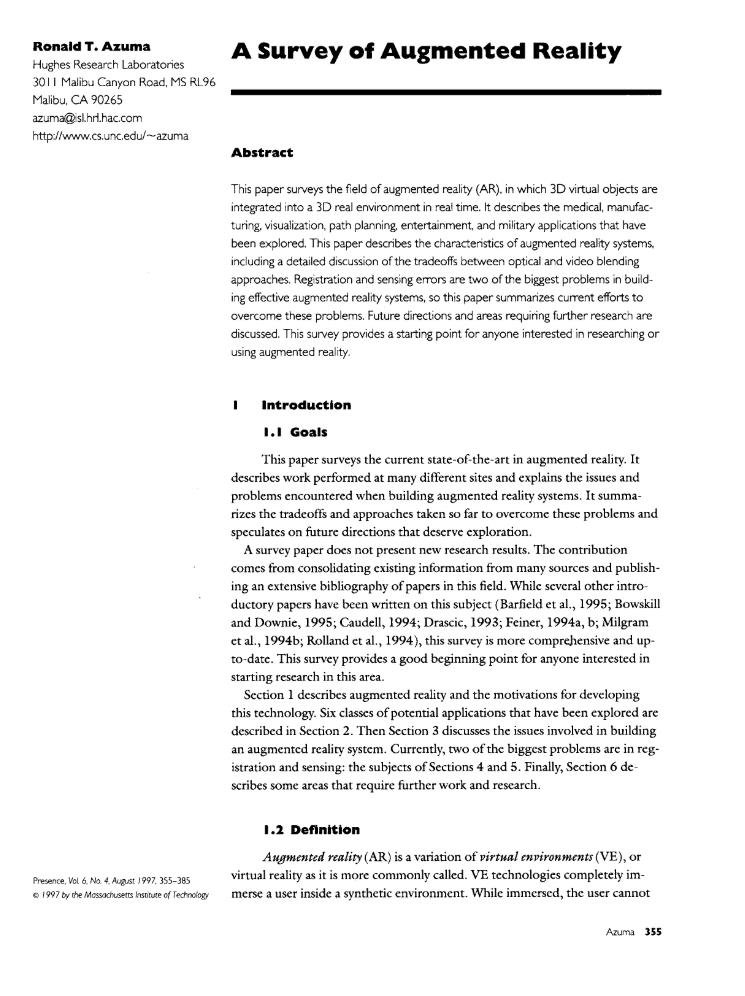 Ronald T. Azuma
Hughes Research Laboratories
3011 Malibu Canyon Road, MS RL96
Malibu, CA 90265
azuma@isl.hrl.hac.com
http://www.cs.unc.edu/~azuma
A Survey of Augmented Reality
Abstract
This paper surveys the field of augmented reality (AR), in which 3D virtual objects are
integrated into a 3D real environment in real time. It describes the medical, manufac-
turing, visualization, path planning, entertainment, and military applications that have
been explored. This paper describes the characteristics of augmented reality systems,
including a detailed discussion of the tradeoffs between optical and video blending
approaches. Registration and sensing errors are two of the biggest problems in build-
ing effective augmented reality systems, so this paper summarizes current efforts to
overcome these problems. Future directions and areas requiring further research are
discussed. This survey provides a starting point for anyone interested in researching or
using augmented reality.
1 Introduction
1.1 Goals
This paper surveys the current state-of-the-art in augmented reality. It
describes work performed at many different sites and explains the issues and
problems encountered when building augmented reality systems. It summa-
rizes the tradeoffs and approaches taken so far to overcome these problems and
speculates on future directions that deserve exploration.
A survey paper does not present new research results. The contribution
comes from consolidating existing information from many sources and publish-
ing an extensive bibliography of papers in this field. While several other intro-
ductory papers have been written on this subject (Barfield et al., 1995; Bowskill
and Downie, 1995; Caudell, 1994; Drascic, 1993; Feiner, 1994a, b; Milgram
et al., 1994b; Rolland et al., 1994), this survey is more comprehensive and up-
to-date. This survey provides a good beginning point for anyone interested in
starting research in this area.
Section 1 describes augmented reality and the motivations for developing
this technology. Six classes of potential applications that have been explored are
described in Section 2. Then Section 3 discusses the issues involved in building
an augmented reality system. Currently, two of the biggest problems are in reg-
istration and sensing: the subjects of Sections 4 and 5. Finally, Section 6 de-
scribes some areas that require further work and research.
1.2 Definition
Augmented reality (AR) is a variation of virtual environments (VE), or
virtual reality as it is more commonly called. VE technologies completely im-
merse a user inside a synthetic environment. While immersed, the user cannot
Presence, Vol. 6, No. 4, August 1997, 355–385
© 1997 by the Massachusetts Institute of Technology
Azuma 355